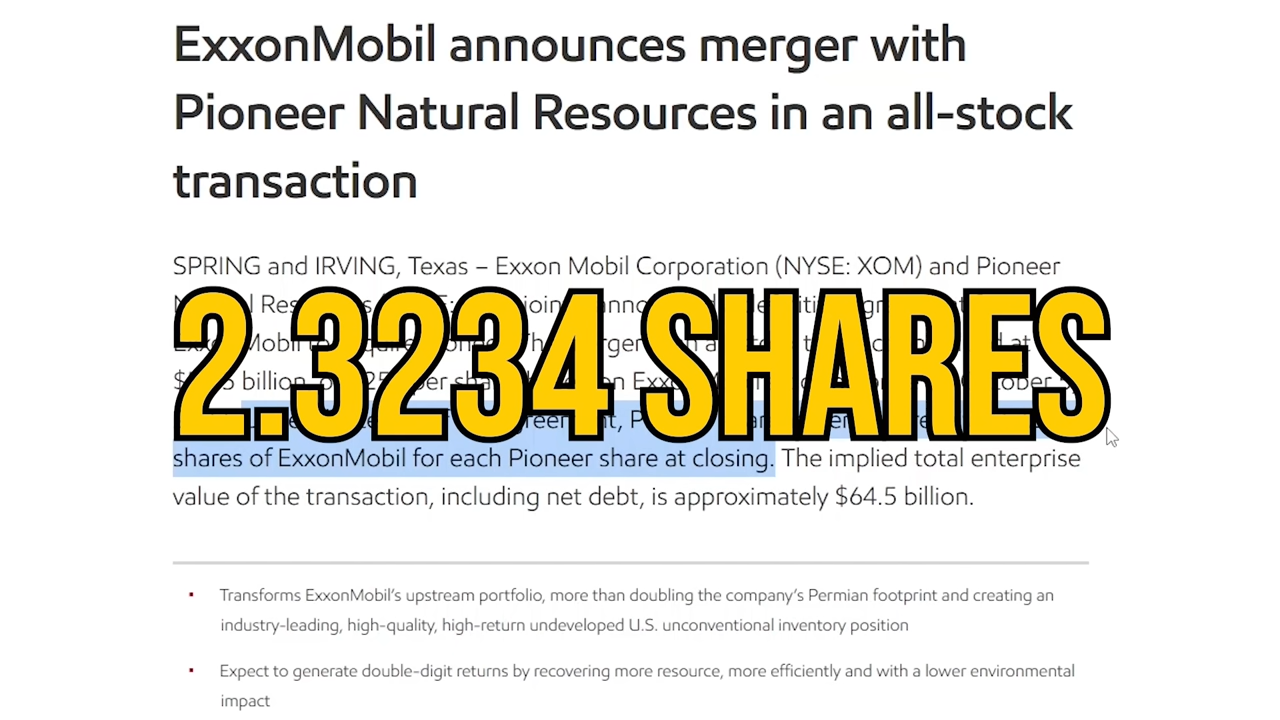 ExxonMobil announces merger with
Pioneer Natural Resources in an all-stock
transaction
SPRING and IRVING, Texas – Exxon Mobil Corporation (NYSE: XOM) and Pioneer
2.3234 SHARES
shares of ExxonMobil for each Pioneer share at closing. The implied total enterprise
value of the transaction, including net debt, is approximately $64.5 billion.
• Transforms ExxonMobil’s upstream portfolio, more than doubling the company’s Permian footprint and creating an
industry-leading, high-quality, high-return undeveloped U.S. unconventional inventory position
• Expect to generate double-digit returns by recovering more resource, more efficiently and with a lower environmental
impact